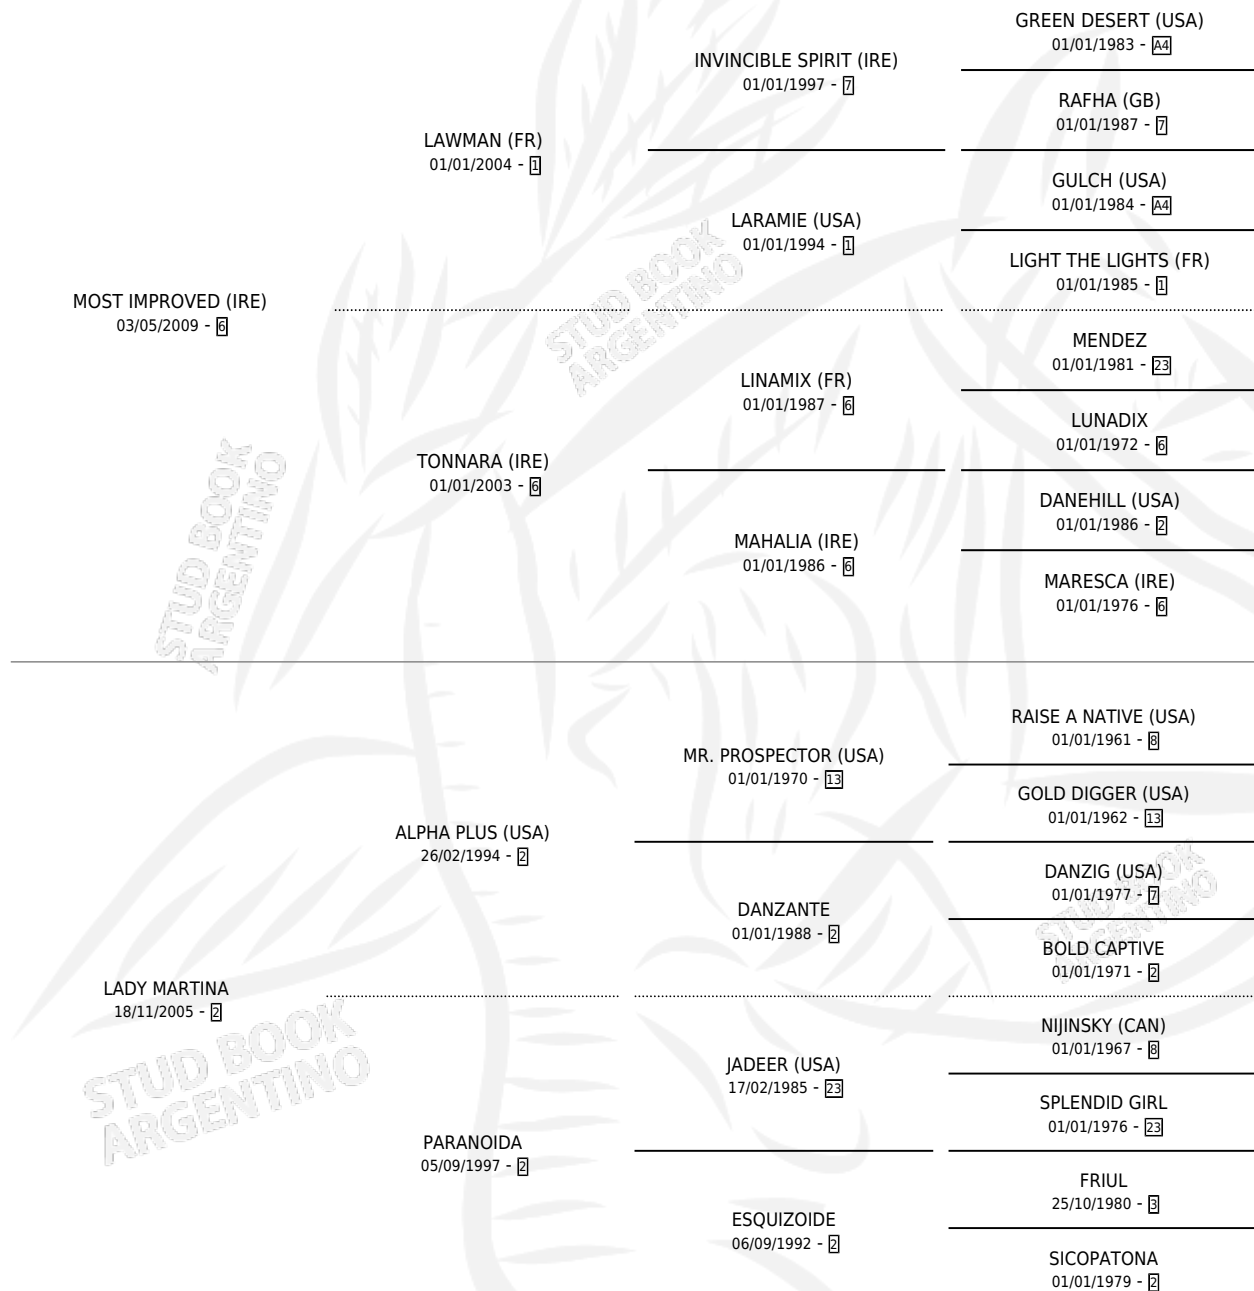 GREEN DESERT (USA)
01/01/1983 - A4
INVINCIBLE SPIRIT (IRE)
01/01/1997 - 7
RAFHA (GB)
01/01/1987 - 7
LAWMAN (FR)
01/01/2004 - 1
GULCH (USA)
01/01/1984 - A4
LARAMIE (USA)
01/01/1994 - 1
LIGHT THE LIGHTS (FR)
01/01/1985 - 1
MOST IMPROVED (IRE)
03/05/2009 - 6
STUD BOOK
ARGENTINO
MENDEZ
01/01/1981 - 23
LINAMIX (FR)
01/01/1987 - 6
LUNADIX
01/01/1972 - 6
TONNARA (IRE)
01/01/2003 - 6
DANEHILL (USA)
01/01/1986 - 2
MAHALIA (IRE)
01/01/1986 - 6
MARESCA (IRE)
01/01/1976 - 6
STUD BOOK
ARGENTINO
RAISE A NATIVE (USA)
01/01/1961 - 8
MR. PROSPECTOR (USA)
01/01/1970 - 13
GOLD DIGGER (USA)
01/01/1962 - 13
ALPHA PLUS (USA)
26/02/1994 - 2
DANZIG (USA)
01/01/1977 - 7
DANZANTE
01/01/1988 - 2
STUD BOOK
ARGENTINO
BOLD CAPTIVE
01/01/1971 - 2
LADY MARTINA
18/11/2005 - 2
NIJINSKY (CAN)
01/01/1967 - 8
STUD BOOK
ARGENTINO
JADEER (USA)
17/02/1985 - 23
SPLENDID GIRL
01/01/1976 - 23
PARANOIDA
05/09/1997 - 2
FRIUL
25/10/1980 - 3
ESQUIZOIDE
06/09/1992 - 2
SICOPATONA
01/01/1979 - 2